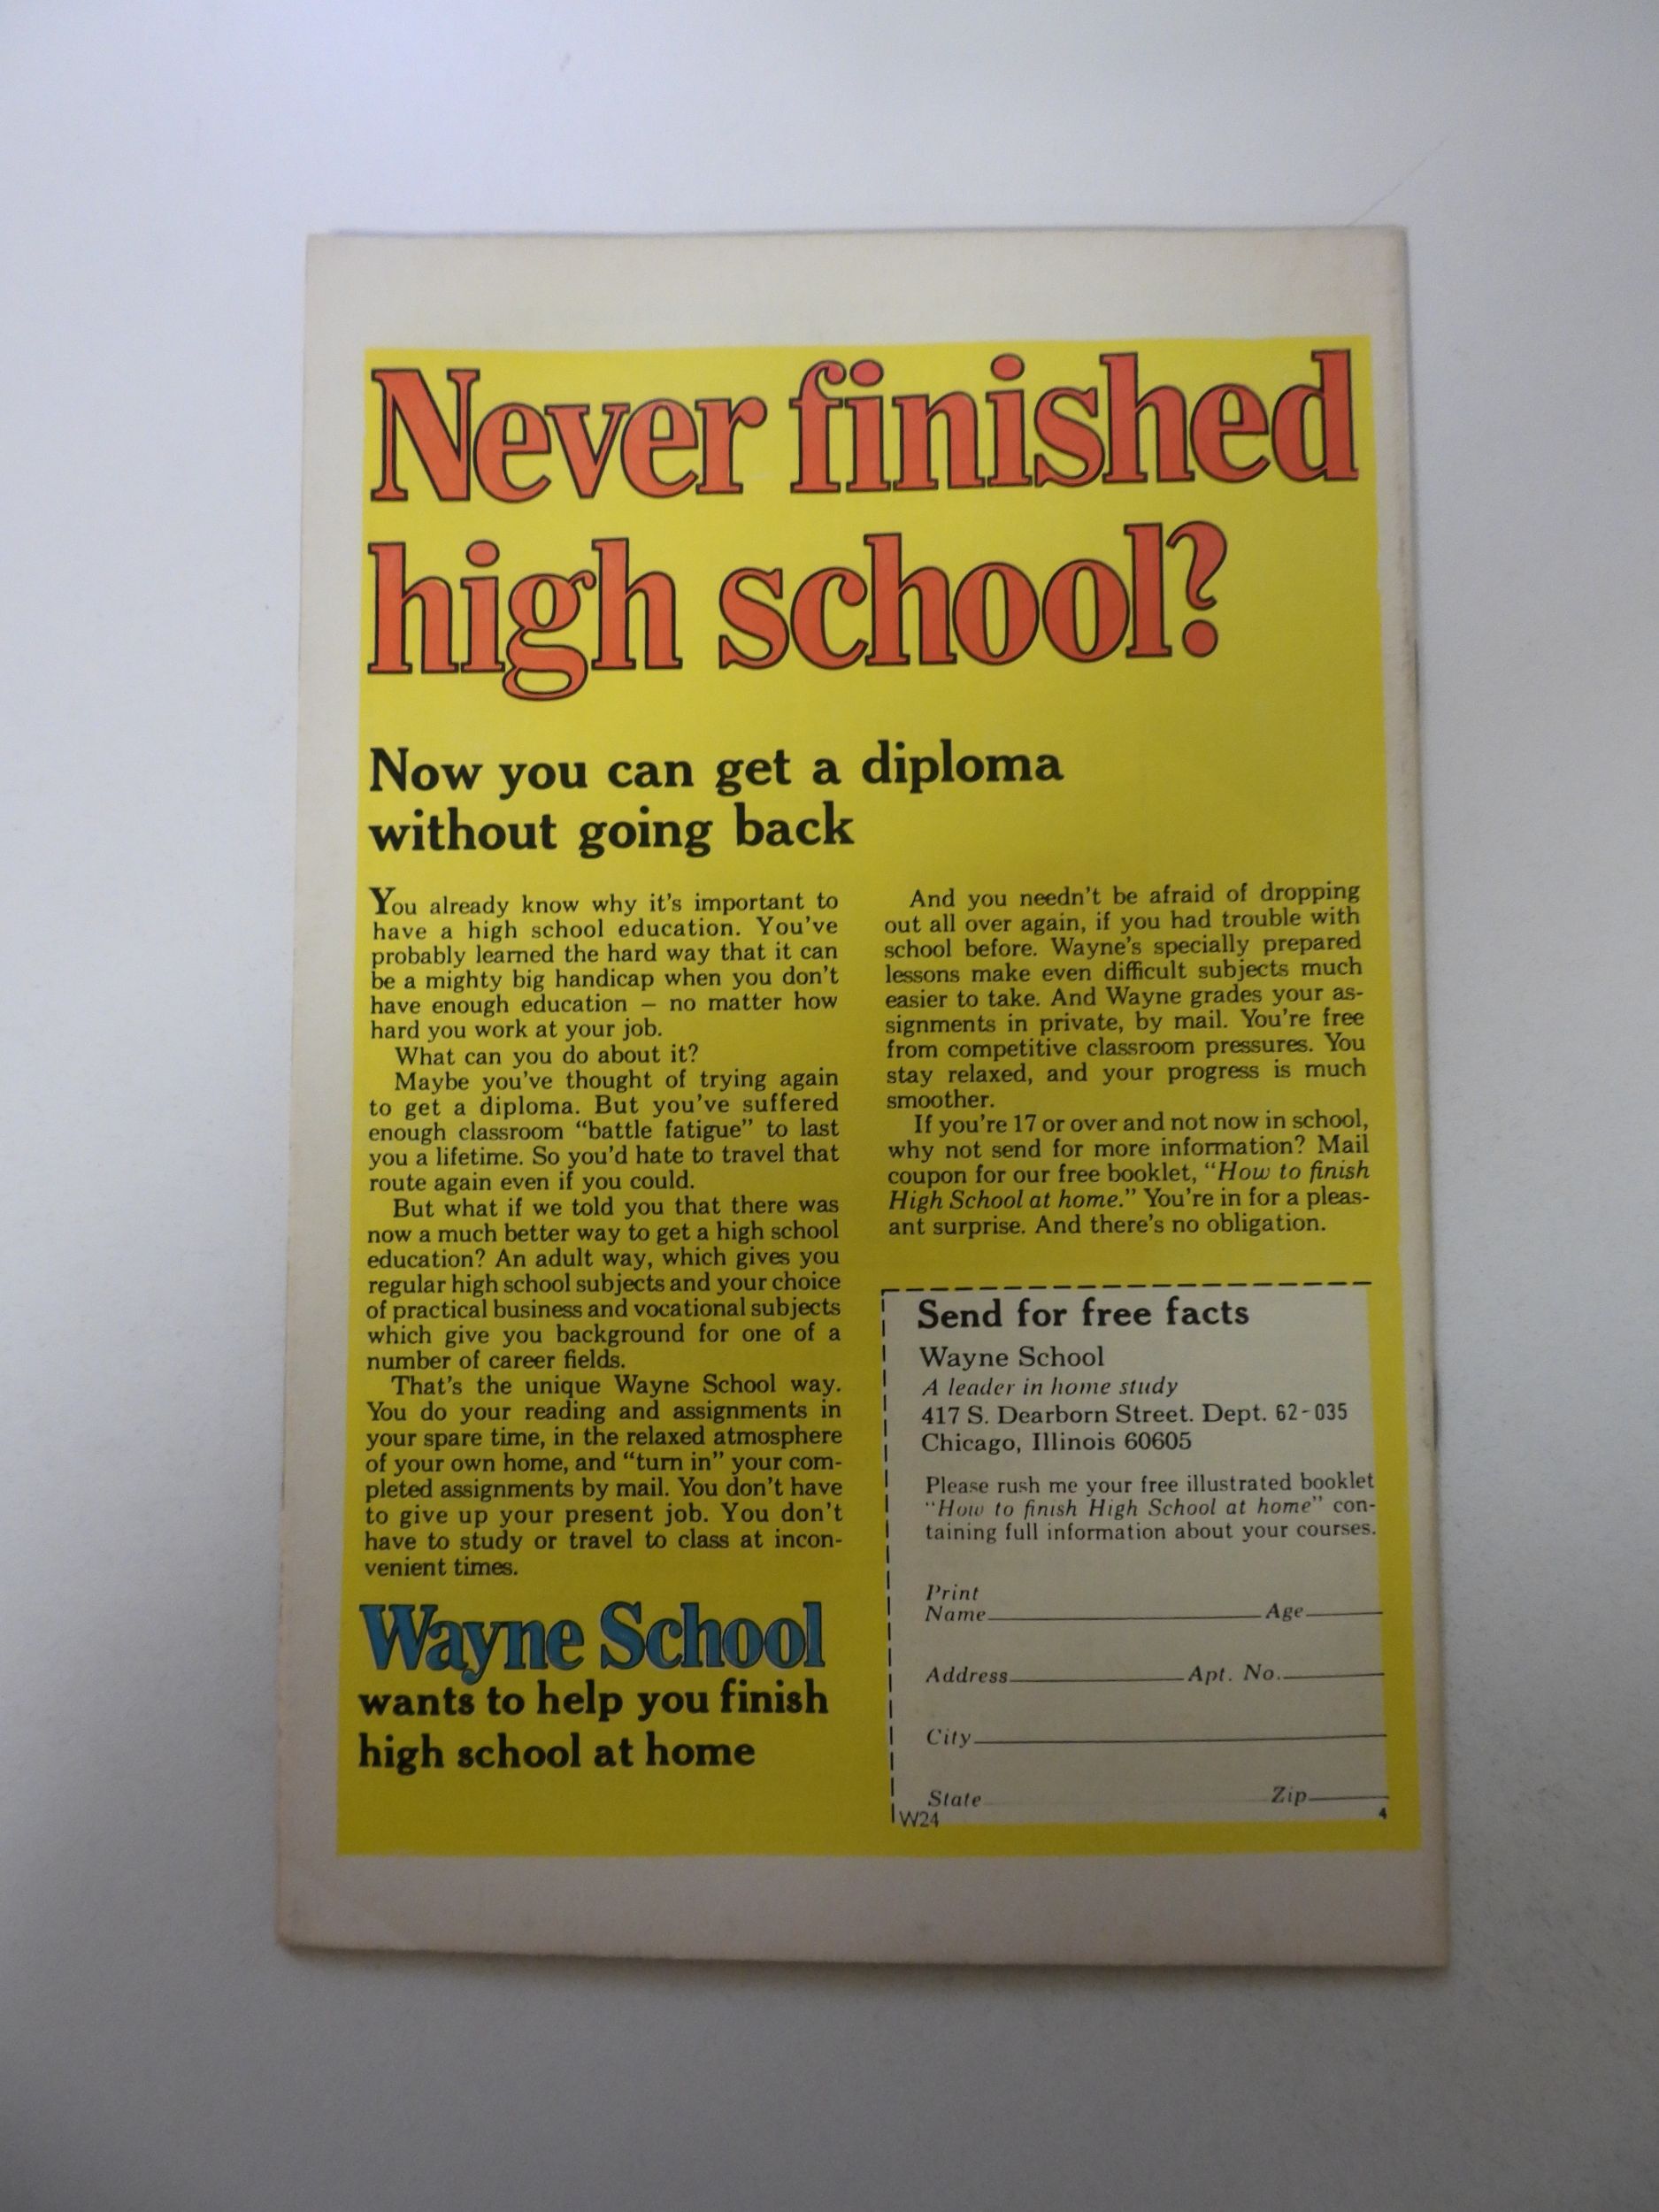 Never finished
high school?
Now you can get a diploma
without going back
You already know why it's important to
have a high school education. You've
probably learned the hard way that it can
be a mighty big handicap when you don't
have enough education – no matter how
hard you work at your job.
What can you do about it?
Maybe you've thought of trying again
to get a diploma. But you've suffered
enough classroom “battle fatigue” to last
you a lifetime. So you'd hate to travel that
route again even if you could.
But what if we told you that there was
now a much better way to get a high school
education? An adult way, which gives you
regular high school subjects and your choice
of practical business and vocational subjects
which give you background for one of a
number of career fields.
That's the unique Wayne School way.
You do your reading and assignments in
your spare time, in the relaxed atmosphere
of your own home, and “turn in” your com-
pleted assignments by mail. You don't have
to give up your present job. You don't
have to study or travel to class at incon-
venient times.
Wayne School
wants to help you finish
high school at home
And you needn't be afraid of dropping
out all over again, if you had trouble with
school before. Wayne's specially prepared
lessons make even difficult subjects much
easier to take. And Wayne grades your as-
signments in private, by mail. You're free
from competitive classroom pressures. You
stay relaxed, and your progress is much
smoother.
If you're 17 or over and not now in school,
why not send for more information? Mail
coupon for our free booklet, “How to finish
High School at home.” You're in for a pleas-
ant surprise. And there's no obligation.
Send for free facts
Wayne School
A leader in home study
417 S. Dearborn Street. Dept. 62-035
Chicago, Illinois 60605
Please rush me your free illustrated booklet
“How to finish High School at home” con-
taining full information about your courses.
Print
Name Age
Address Apt. No.
City
State Zip
W24 4